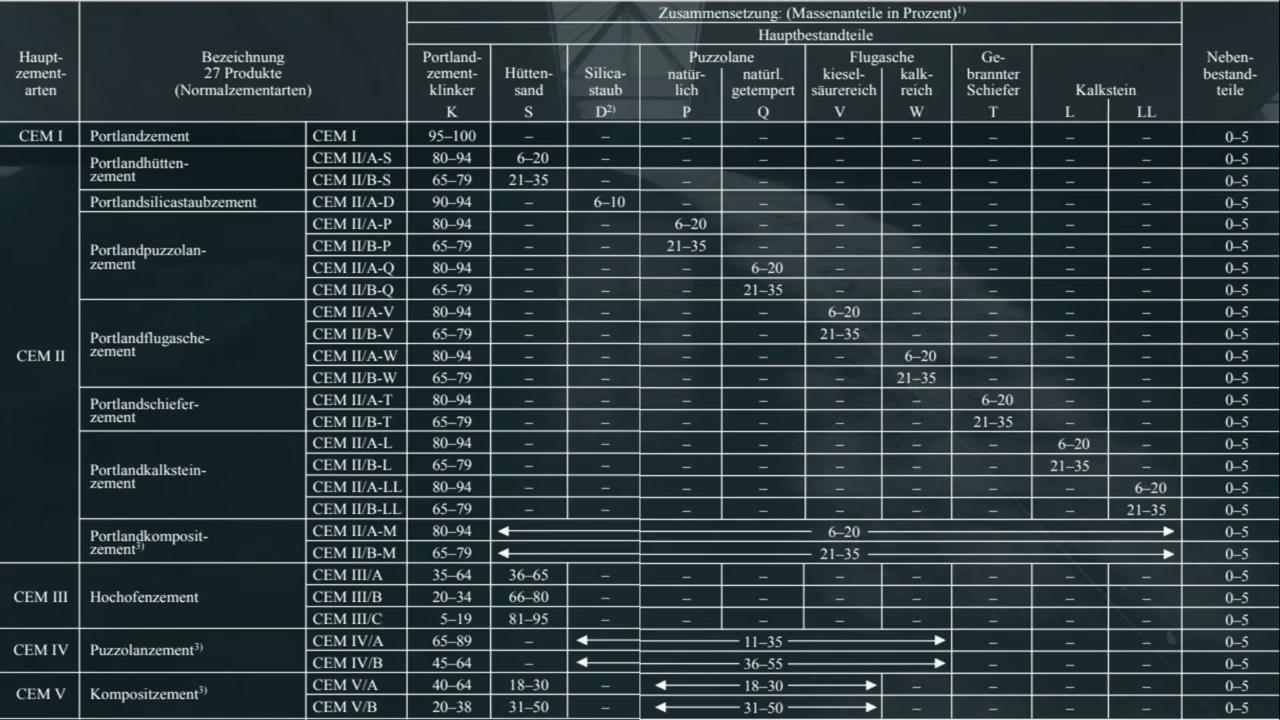 Zusammensetzung: (Massenanteile in Prozent)1)
Hauptbestandteile
Haupt-
zement-
arten
Bezeichnung
27 Produkte
(Normalzementarten)
Portland-
zement-
klinker
K
Hütten-
sand
S
Silica-
staub
D2)
Puzzolane
natür-
lich
P
natürl.
getempert
Q
Flugasche
kiesel-
säurereich
V
kalk-
reich
W
Ge-
brannter
Schiefer
T
Kalkstein
L
LL
Neben-
bestand-
teile
CEM I Portlandzement CEM I 95–100 – – – – – – – – – 0–5
CEM II
Portlandhütten-
zement
CEM II/A-S 80–94 6–20 – – – – – – – – 0–5
CEM II/B-S 65–79 21–35 – – – – – – – – 0–5
Portlandsilicastaubzement CEM II/A-D 90–94 – 6–10 – – – – – – – 0–5
Portlandpuzzolan-
zement
CEM II/A-P 80–94 – – 6–20 – – – – – – 0–5
CEM II/B-P 65–79 – – 21–35 – – – – – – 0–5
CEM II/A-Q 80–94 – – – 6–20 – – – – – 0–5
CEM II/B-Q 65–79 – – – 21–35 – – – – – 0–5
Portlandflugasche-
zement
CEM II/A-V 80–94 – – – – 6–20 – – – – 0–5
CEM II/B-V 65–79 – – – – 21–35 – – – – 0–5
CEM II/A-W 80–94 – – – – – 6–20 – – – 0–5
CEM II/B-W 65–79 – – – – – 21–35 – – – 0–5
Portlandschiefer-
zement
CEM II/A-T 80–94 – – – – – – 6–20 – – 0–5
CEM II/B-T 65–79 – – – – – – 21–35 – – 0–5
Portlandkalkstein-
zement
CEM II/A-L 80–94 – – – – – – – 6–20 – 0–5
CEM II/B-L 65–79 – – – – – – – 21–35 – 0–5
CEM II/A-LL 80–94 – – – – – – – – 6–20 0–5
CEM II/B-LL 65–79 – – – – – – – – 21–35 0–5
Portlandkomposit-
zement3)
CEM II/A-M 80–94 6–20 0–5
CEM II/B-M 65–79 21–35 0–5
CEM III Hochofenzement
CEM III/A 35–64 36–65 – – – – – – – – 0–5
CEM III/B 20–34 66–80 – – – – – – – – 0–5
CEM III/C 5–19 81–95 – – – – – – – – 0–5
CEM IV Puzzolanzement3)
CEM IV/A 65–89 – 11–35 – – – 0–5
CEM IV/B 45–64 – 36–55 – – – 0–5
CEM V Kompositzement3)
CEM V/A 40–64 18–30 – 18–30 – – – – 0–5
CEM V/B 20–38 31–50 – 31–50 – – – – 0–5